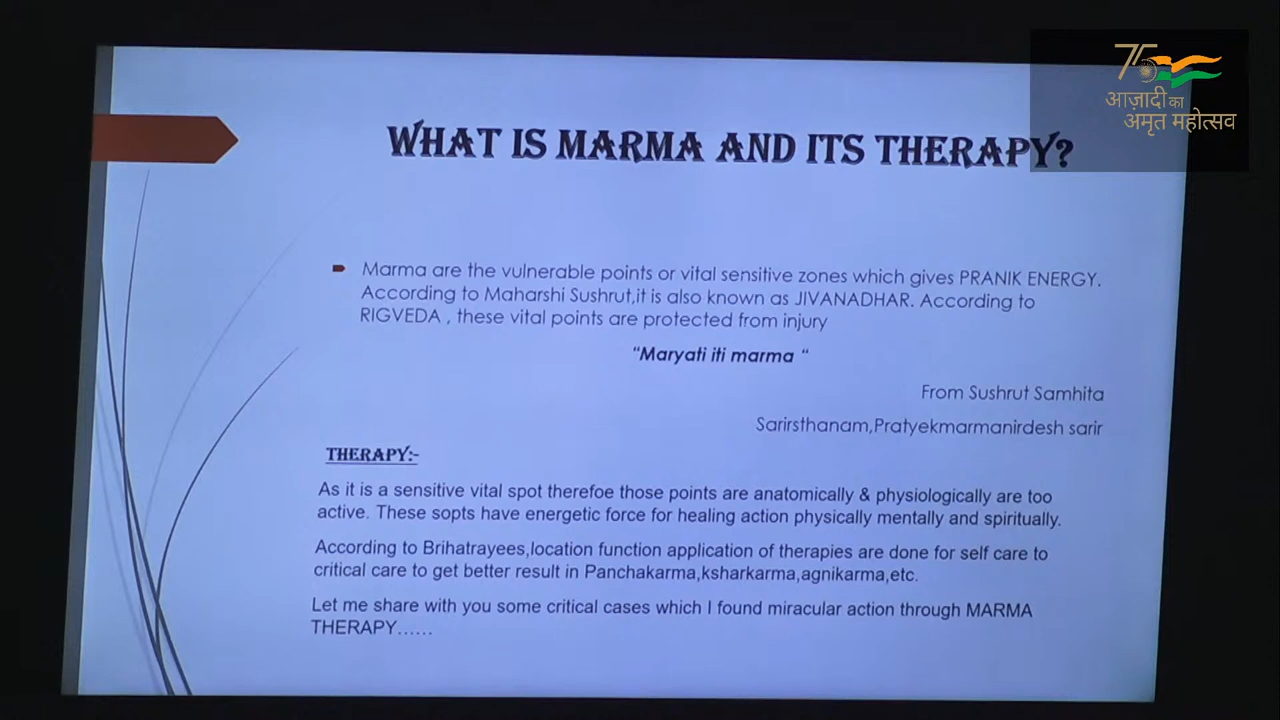 75
आज़ादी का
अमृत महोत्सव
WHAT IS MARMA AND ITS THERAPY?
Marma are the vulnerable points or vital sensitive zones which gives PRANIK ENERGY.
According to Maharshi Sushrut,it is also known as JIVANADHAR. According to
RIGVEDA , these vital points are protected from injury
“Maryati iti marma “
From Sushrut Samhita
Sarirsthanam,Pratyekmarmanirdesh sarir
THERAPY:-
As it is a sensitive vital spot therefoe those points are anatomically & physiologically are too
active. These sopts have energetic force for healing action physically mentally and spiritually.
According to Brihatrayees,location function application of therapies are done for self care to
critical care to get better result in Panchakarma,ksharkarma,agnikarma,etc.
Let me share with you some critical cases which I found miracular action through MARMA
THERAPY……